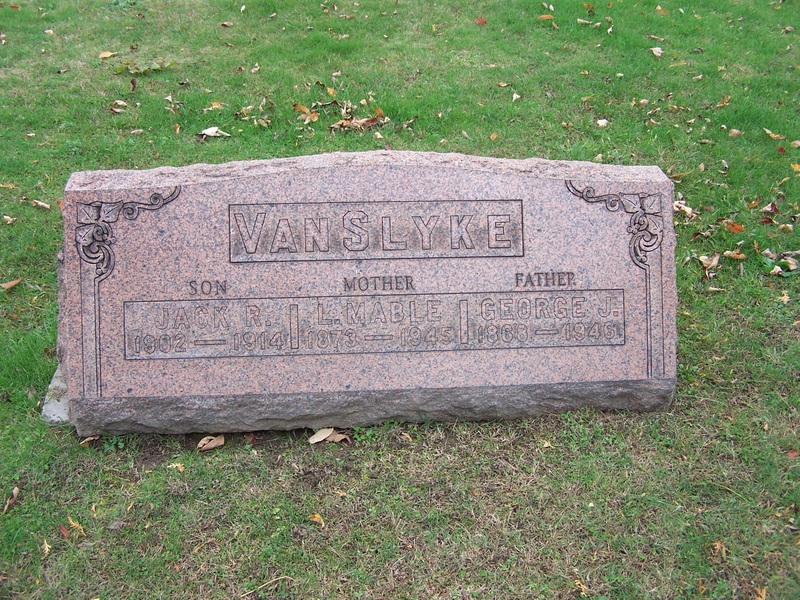 VANSLYKE
SON MOTHER FATHER
JACK R. L. MABLE GEORGE J.
1902 — 1914 1873 — 1945 1868 — 1946